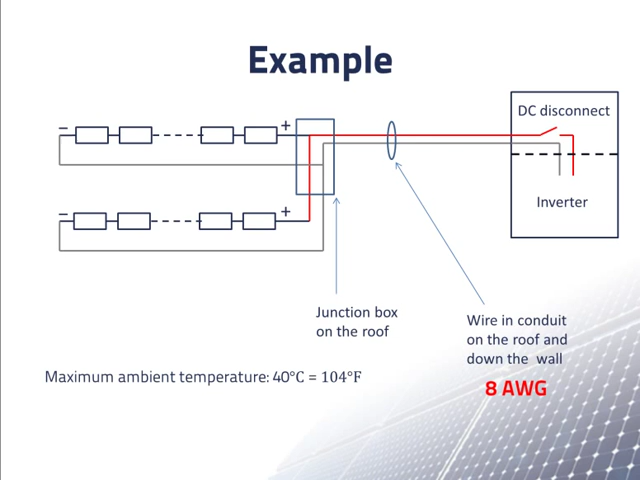 Example
DC disconnect
− +
Inverter
− +
Junction box
on the roof
Wire in conduit
on the roof and
down the wall
Maximum ambient temperature: 40°C = 104°F
8 AWG